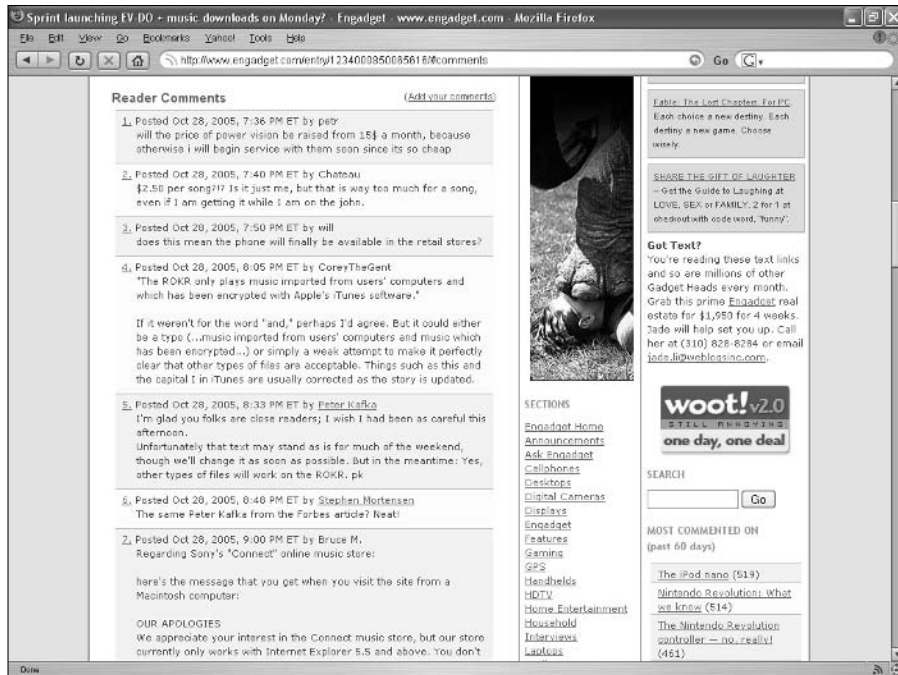 Sprint launching EV-DO + music downloads on Monday? - Engadget - www.engadget.com - Mozilla Firefox
File Edit View Go Bookmarks Yahoo! Tools Help
http://www.engadget.com/entry/1234000850065616/#comments
Go
Reader Comments
(Add your comments)
1. Posted Oct 28, 2005, 7:36 PM ET by petr
will the price of power vision be raised from 15$ a month, because
otherwise i will begin service with them soon since its so cheap
2. Posted Oct 28, 2005, 7:40 PM ET by Chateau
$2.50 per song?!? Is it just me, but that is way too much for a song,
even if I am getting it while I am on the john.
3. Posted Oct 28, 2005, 7:50 PM ET by will
does this mean the phone will finally be available in the retail stores?
4. Posted Oct 28, 2005, 8:05 PM ET by CoreyTheGent
"The ROKR only plays music imported from users' computers and
which has been encrypted with Apple's iTunes software."
If it weren't for the word "and," perhaps I'd agree. But it could either
be a typo (...music imported from users' computers and music which
has been encrypted...) or simply a weak attempt to make it perfectly
clear that other types of files are acceptable. Things such as this and
the capital I in iTunes are usually corrected as the story is updated.
5. Posted Oct 28, 2005, 8:33 PM ET by Peter Kafka
I'm glad you folks are close readers; I wish I had been as careful this
afternoon.
Unfortunately that text may stand as is for much of the weekend,
though we'll change it as soon as possible. But in the meantime: Yes,
other types of files will work on the ROKR. pk
6. Posted Oct 28, 2005, 8:48 PM ET by Stephen Mortensen
The same Peter Kafka from the Forbes article? Neat!
7. Posted Oct 28, 2005, 9:00 PM ET by Bruce M.
Regarding Sony's "Connect" online music store:
here's the message that you get when you visit the site from a
Macintosh computer:
OUR APOLOGIES
We appreciate your interest in the Connect music store, but our store
currently only works with Internet Explorer 5.5 and above. You don't
SECTIONS
Engadget Home
Announcements
Ask Engadget
Cellphones
Desktops
Digital Cameras
Displays
Engadget
Features
Gaming
GPS
Handhelds
HDTV
Home Entertainment
Household
Interviews
Laptops
Fable: The Lost Chapters. For PC.
Each choice a new destiny. Each
destiny a new game. Choose
wisely.
SHARE THE GIFT OF LAUGHTER
– Get the Guide to Laughing at
LOVE, SEX or FAMILY. 2 for 1 at
checkout with code word, "funny".
Got Text?
You're reading these text links
and so are millions of other
Gadget Heads every month.
Grab this prime Engadget real
estate for $1,950 for 4 weeks.
Jade will help set you up. Call
her at (310) 828-8284 or email
jade.li@weblogsinc.com.
woot! v2.0
STILL ANNOYING
one day, one deal
SEARCH
Go
MOST COMMENTED ON
(past 60 days)
The iPod nano (519)
Nintendo Revolution: What
we know (514)
The Nintendo Revolution
controller — no, really!
(461)
Done